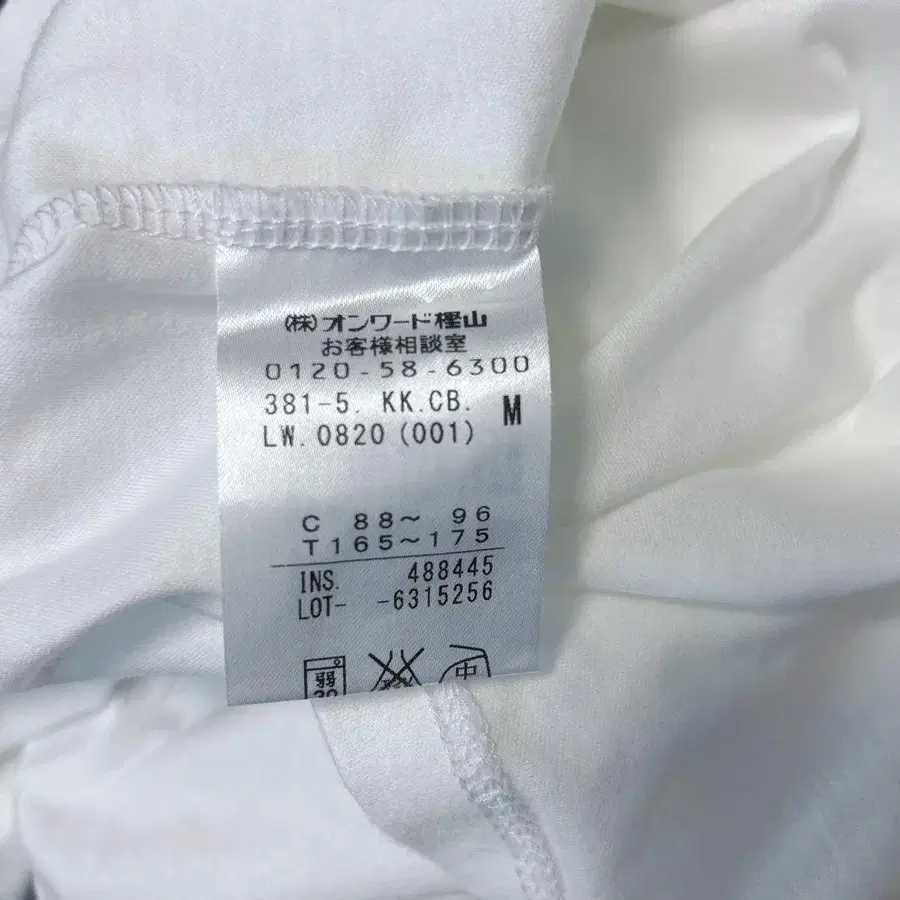 (株)オンワード樫山
お客様相談室
0120-58-6300
381-5. KK.CB. M
LW.0820 (001)
C 88～ 96
T165～175
INS. 488445
LOT- -6315256
弱 中
30